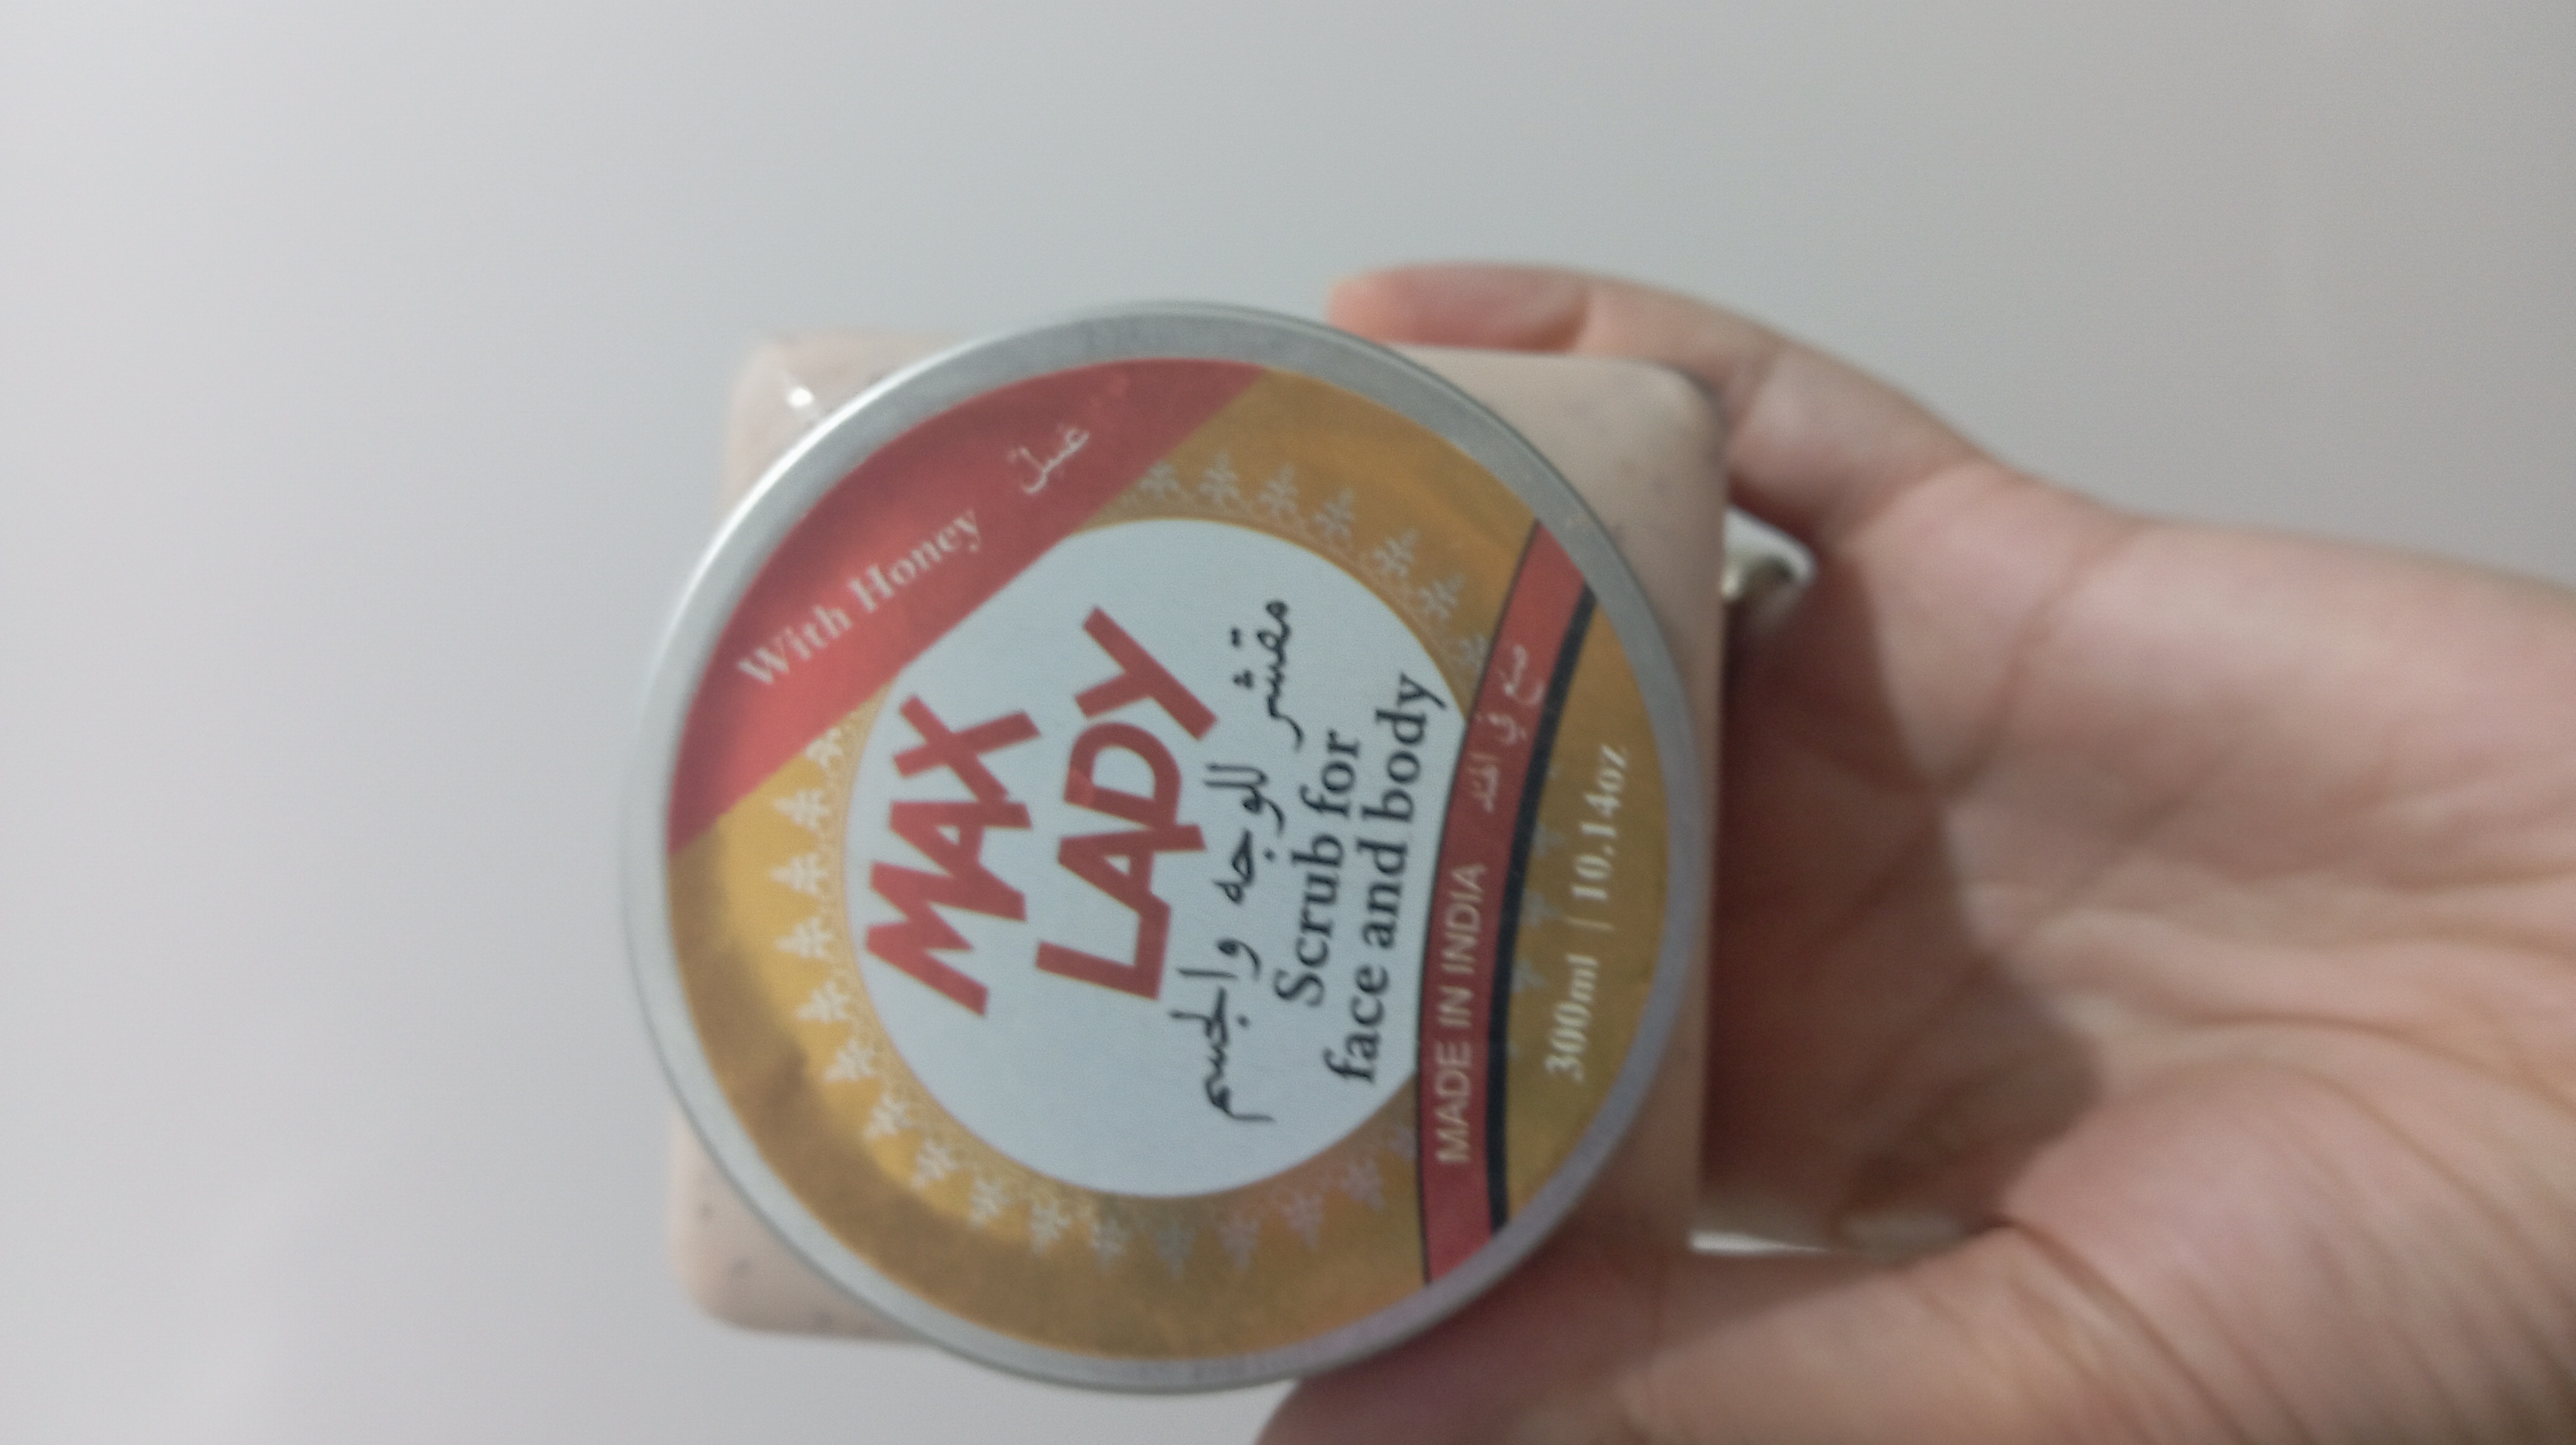 With Honey عسل
MAX
LADY
مقشر للوجه والجسم
Scrub for
face and body
MADE IN INDIA صنع في الهند
300ml | 10.14oz